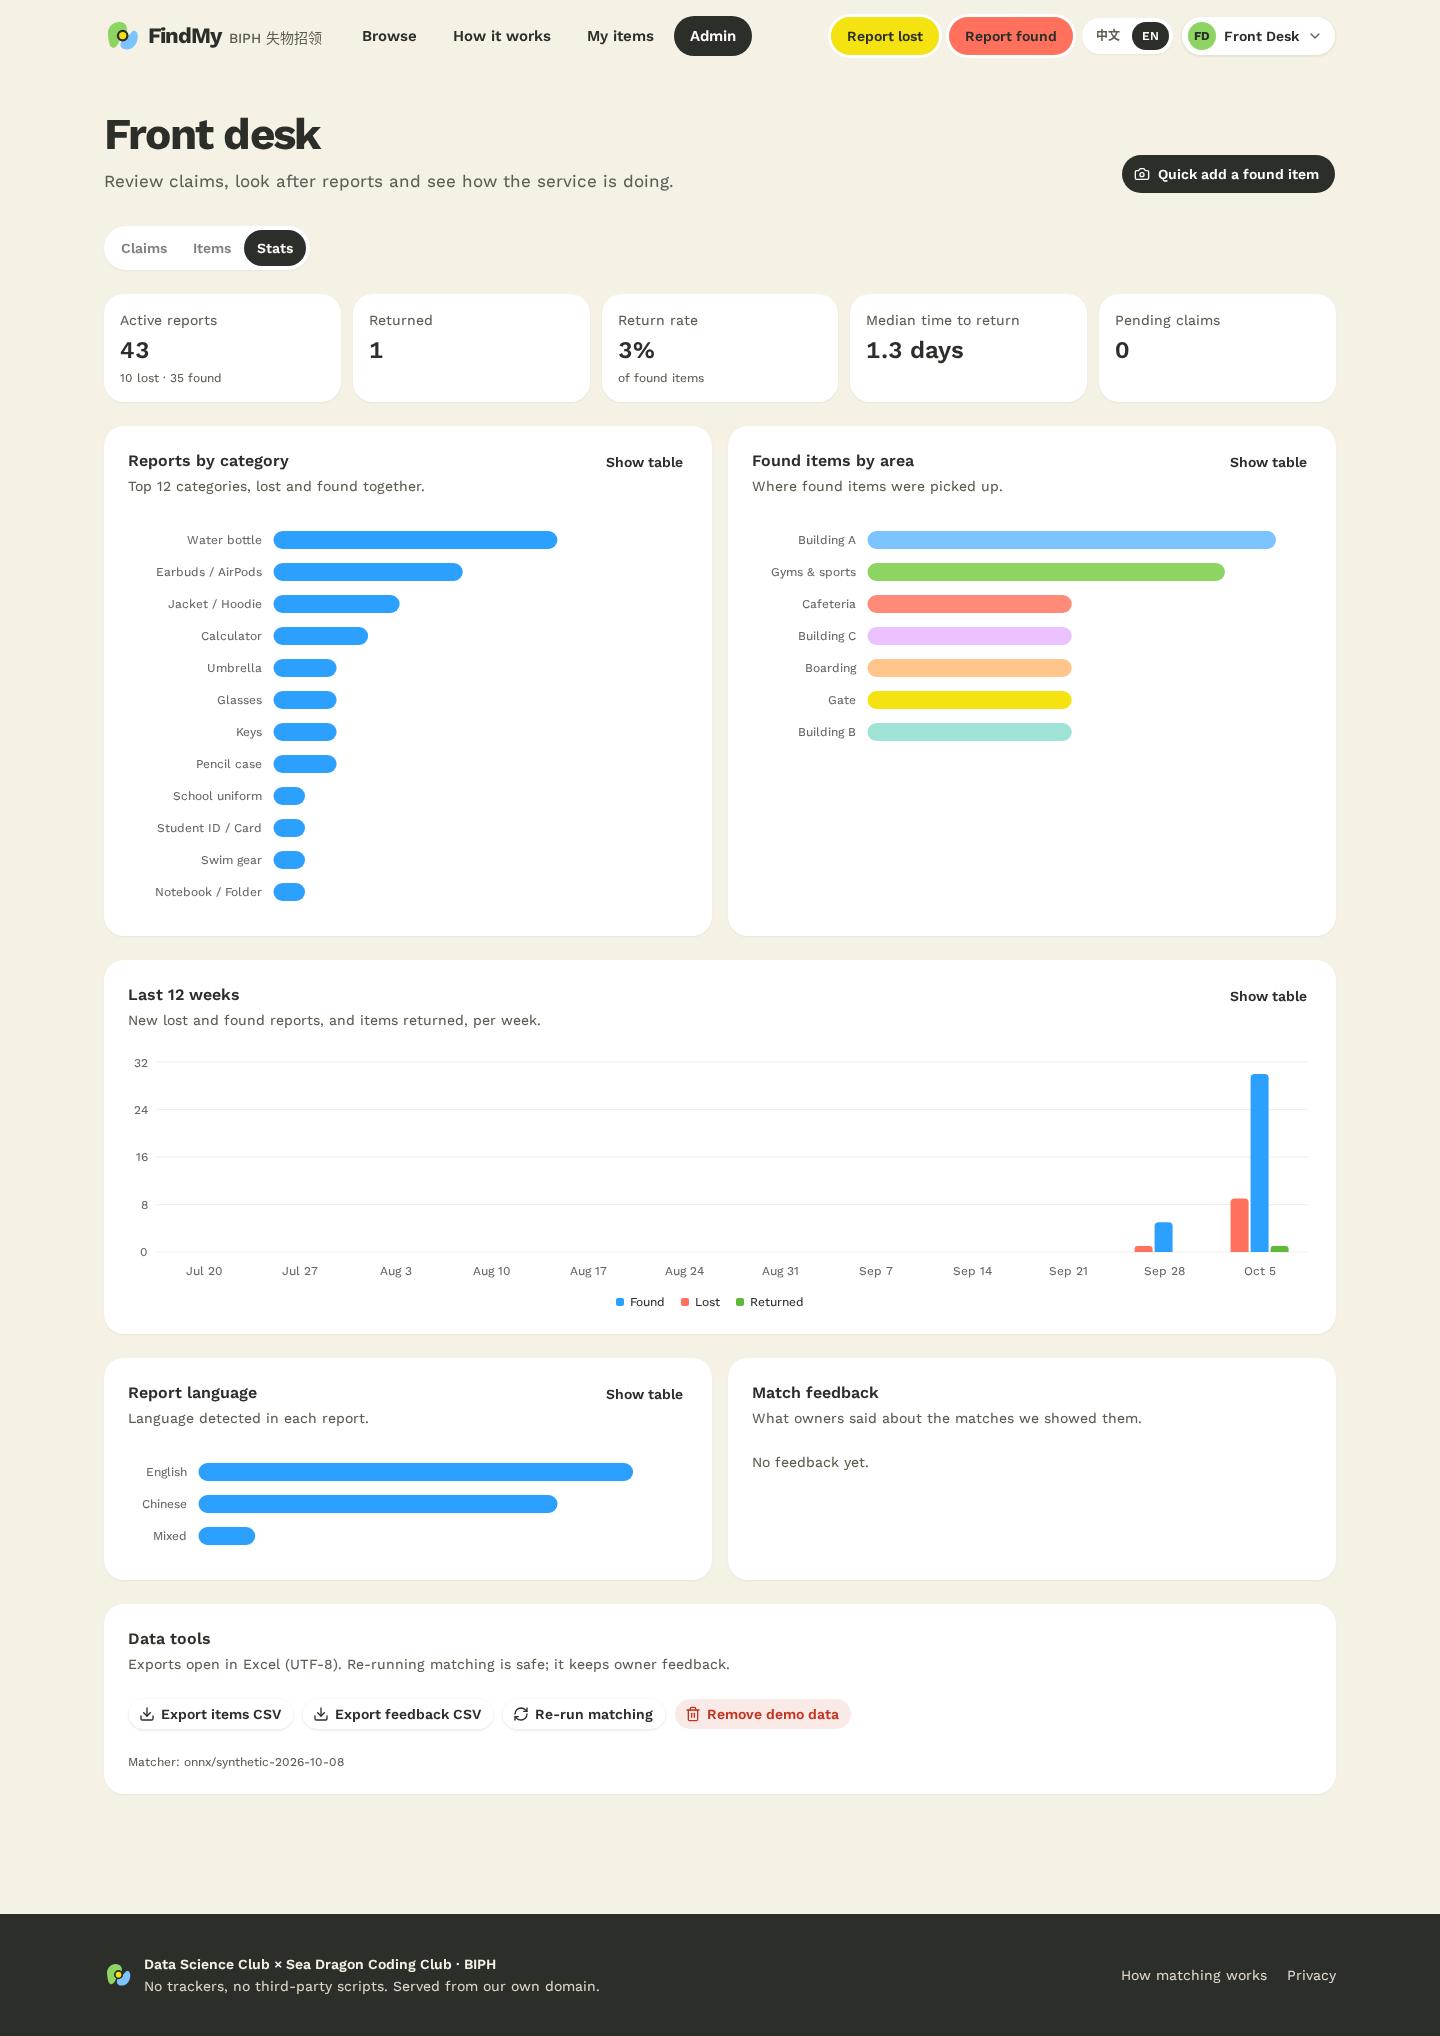 FindMy BIPH 失物招领 Browse How it works My items Admin Report lost Report found 中文 EN FD Front Desk
Front desk
Review claims, look after reports and see how the service is doing.
Quick add a found item
Claims Items Stats
Active reports
43
10 lost · 35 found
Returned
1
Return rate
3%
of found items
Median time to return
1.3 days
Pending claims
0
Reports by category
Show table
Top 12 categories, lost and found together.
Water bottle
Earbuds / AirPods
Jacket / Hoodie
Calculator
Umbrella
Glasses
Keys
Pencil case
School uniform
Student ID / Card
Swim gear
Notebook / Folder
Found items by area
Show table
Where found items were picked up.
Building A
Gyms & sports
Cafeteria
Building C
Boarding
Gate
Building B
Last 12 weeks
Show table
New lost and found reports, and items returned, per week.
32
24
16
8
0
Jul 20 Jul 27 Aug 3 Aug 10 Aug 17 Aug 24 Aug 31 Sep 7 Sep 14 Sep 21 Sep 28 Oct 5
Found Lost Returned
Report language
Show table
Language detected in each report.
English
Chinese
Mixed
Match feedback
What owners said about the matches we showed them.
No feedback yet.
Data tools
Exports open in Excel (UTF-8). Re-running matching is safe; it keeps owner feedback.
Export items CSV Export feedback CSV Re-run matching Remove demo data
Matcher: onnx/synthetic-2026-10-08
Data Science Club × Sea Dragon Coding Club · BIPH
No trackers, no third-party scripts. Served from our own domain.
How matching works Privacy